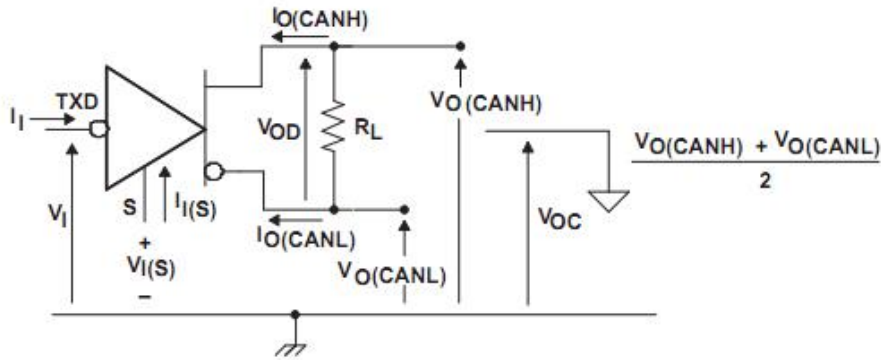 IO(CANH)
TXD
II
VO(CANH)
VOD
RL
VO(CANH) + VO(CANL)
2
S
II(S)
VI
VOC
IO(CANL)
+
VI(S)
–
VO(CANL)